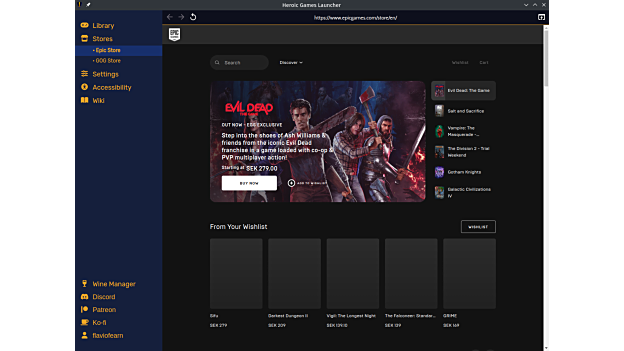 Heroic Games Launcher
Library
Stores
• Epic Store
• GOG Store
Settings
Accessibility
Wiki
Wine Manager
Discord
Patreon
Ko-fi
flaviofearn
https://www.epicgames.com/store/en/
EPIC
GAMES
Search
Discover
Wishlist
Cart
EVIL DEAD
THE GAME
OUT NOW - EGS EXCLUSIVE
Step into the shoes of Ash Williams &
friends from the iconic Evil Dead
franchise in a game loaded with co-op &
PVP multiplayer action!
Starting at SEK 279.00
BUY NOW
ADD TO WISHLIST
Evil Dead: The Game
Salt and Sacrifice
Vampire: The
Masquerade - ...
The Division 2 - Trial
Weekend
Gotham Knights
Galactic Civilizations
IV
From Your Wishlist
WISHLIST
Sifu
SEK 279
Darkest Dungeon II
SEK 209
Vigil: The Longest Night
SEK 139.10
The Falconeer: Standar...
SEK 139
GRIME
SEK 169